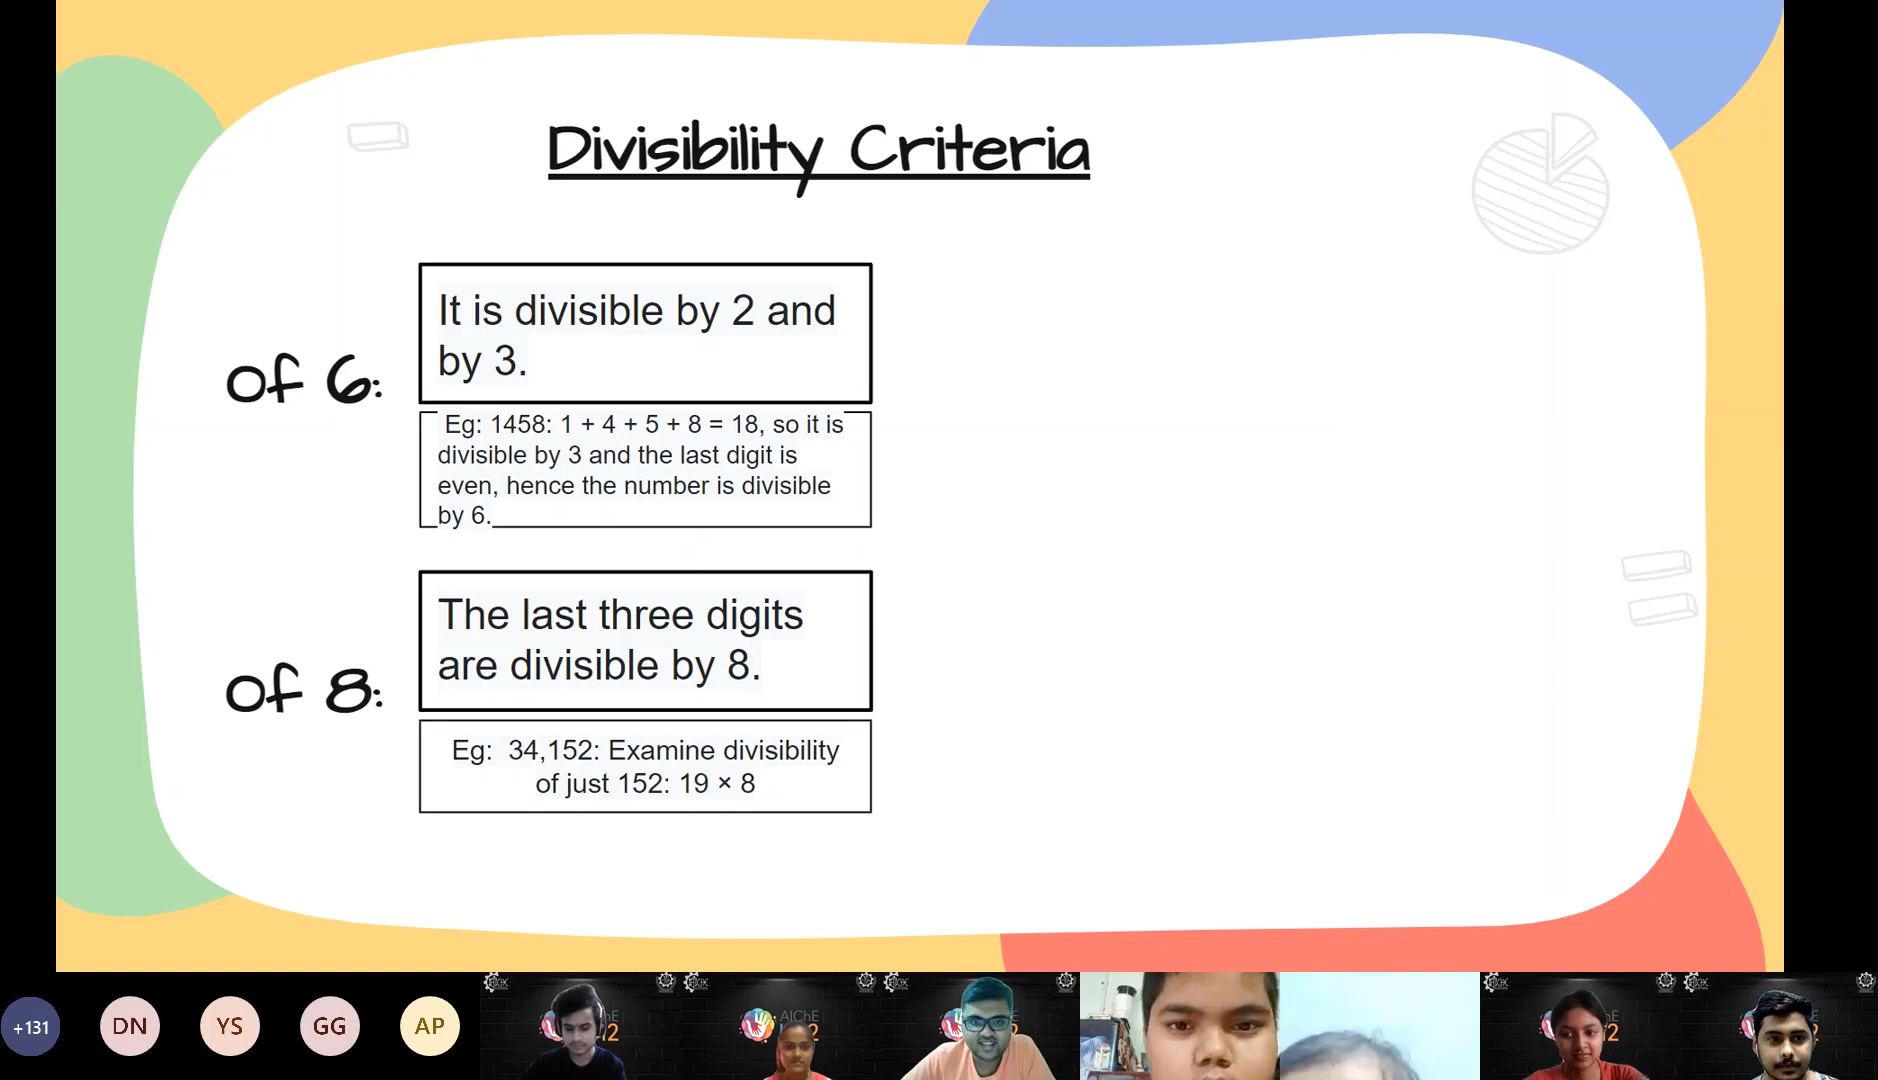 Divisibility Criteria
It is divisible by 2 and
by 3.
Of 6:
Eg: 1458: 1 + 4 + 5 + 8 = 18, so it is
divisible by 3 and the last digit is
even, hence the number is divisible
by 6.
The last three digits
are divisible by 8.
Of 8:
Eg: 34,152: Examine divisibility
of just 152: 19 × 8
+131
DN
YS
GG
AP
AIChE